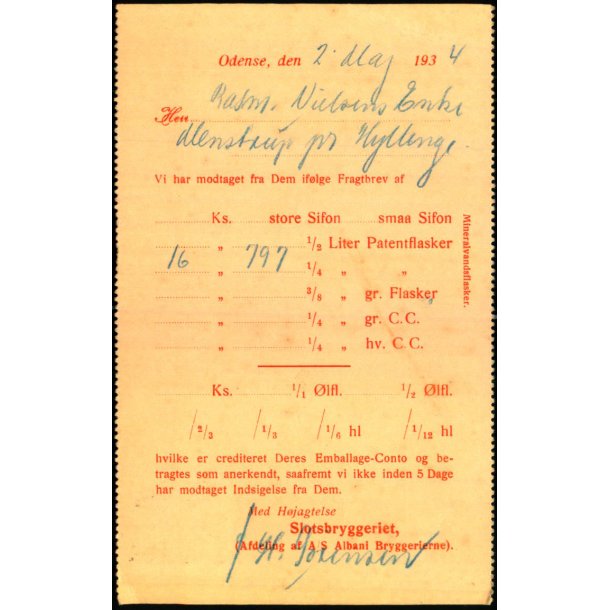 Odense, den 2. Maj 1934
Herr Rasm. Nielsens Enke
pr Hyllinge
Vi har modtaget fra Dem ifølge Fragtbrev af
Ks. store Sifon smaa Sifon
16 „ 797 1/2 Liter Patentflasker
„ 1/4 „ „
„ 3/8 „ gr. Flasker
„ 1/4 „ gr. C.C.
„ 1/4 „ hv. C.C.
Mineralvandsflasker.
Ks. 1/1 Ølfl. 1/2 Ølfl.
/2/3 /1/3 /1/6 hl /1/12 hl
hvilke er crediteret Deres Emballage-Conto og be-
tragtes som anerkendt, saafremt vi ikke inden 5 Dage
har modtaget Indsigelse fra Dem.
Med Højagtelse
Slotsbryggeriet,
(Afdeling af A/S Albani Bryggerierne).
Sørensen